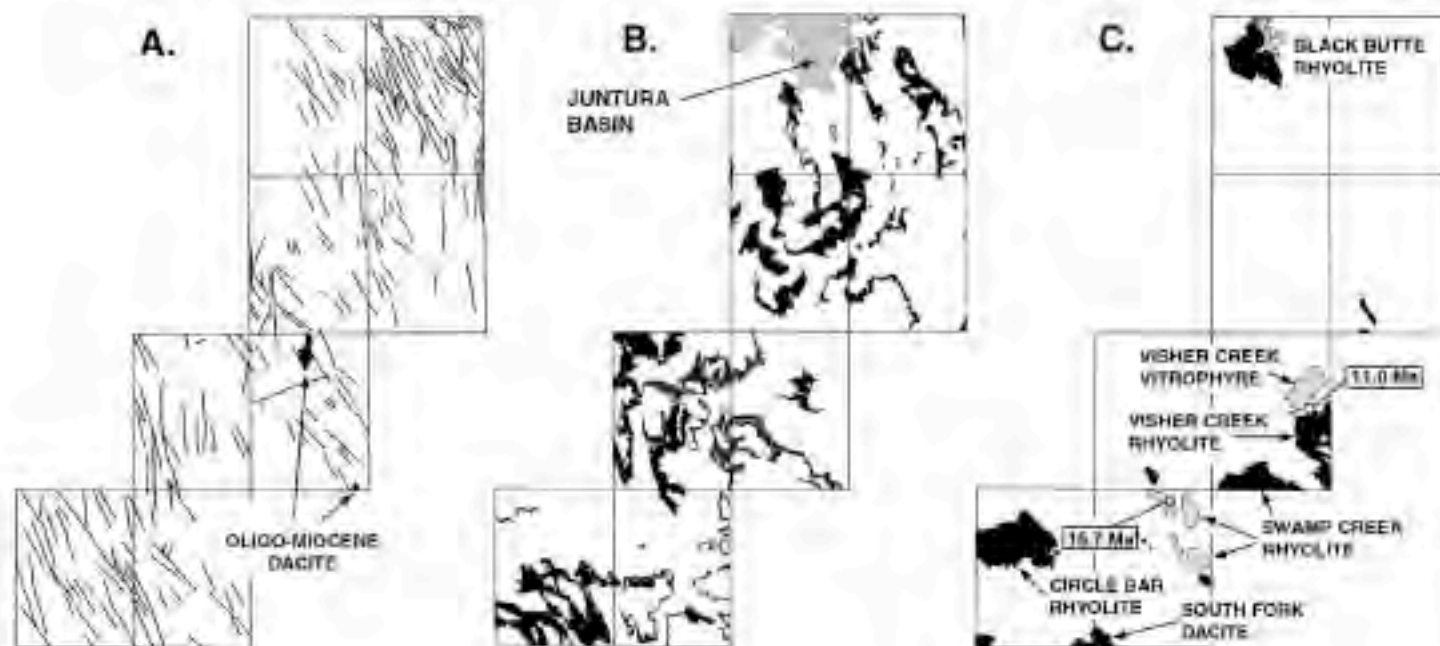 A.
OLIGO-MIOCENE
DACITE
B.
JUNTURA
BASIN
C.
BLACK BUTTE
RHYOLITE
VISHER CREEK
VITROPHYRE
11.0 Ma
VISHER CREEK
RHYOLITE
SWAMP CREEK
RHYOLITE
15.7 Ma
CIRCLE BAR
RHYOLITE
SOUTH FORK
DACITE